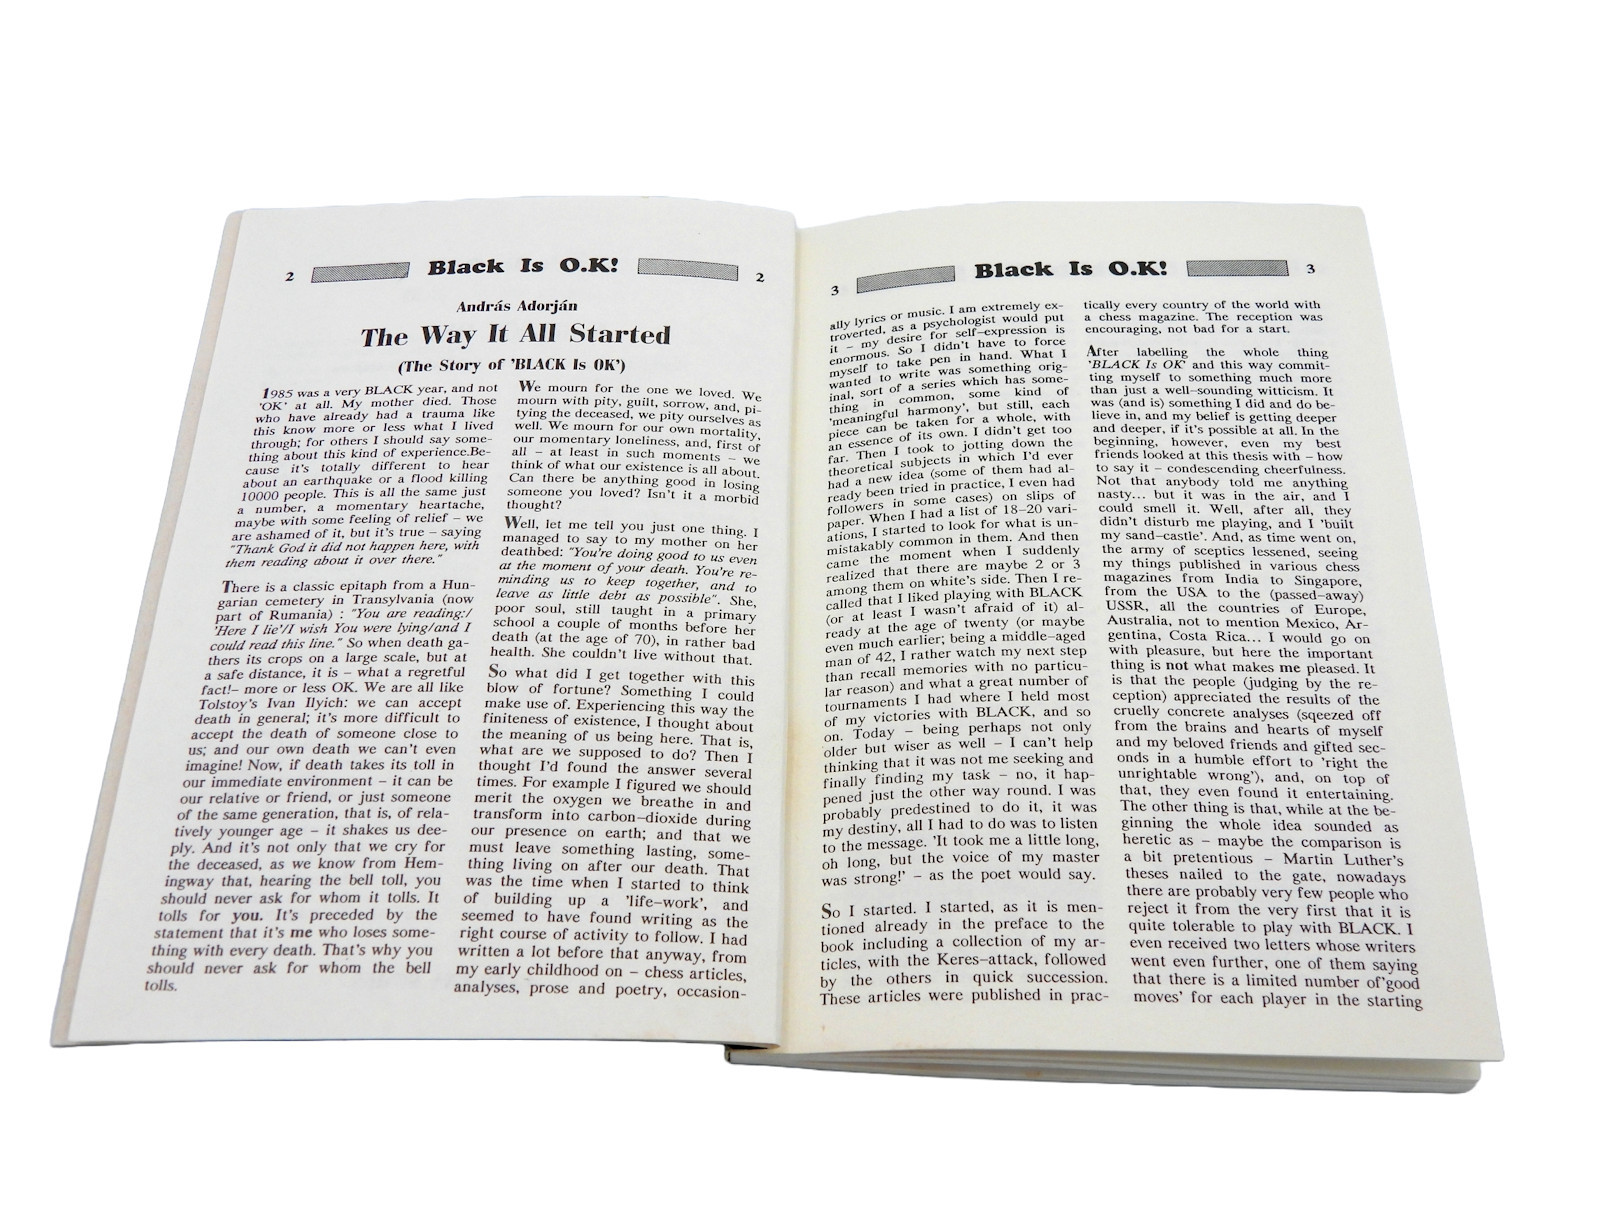 2 Black Is O.K! 2
András Adorján
The Way It All Started
(The Story of 'BLACK Is OK')
1985 was a very BLACK year, and not
'OK' at all. My mother died. Those
who have already had a trauma like
this know more or less what I lived
through; for others I should say some-
thing about this kind of experience.Be-
cause it's totally different to hear
about an earthquake or a flood killing
10000 people. This is all the same just
a number, a momentary heartache,
maybe with some feeling of relief – we
are ashamed of it, but it's true – saying
"Thank God it did not happen here, with
them reading about it over there."
There is a classic epitaph from a Hun-
garian cemetery in Transylvania (now
part of Rumania) : "You are reading:/
'Here I lie'/I wish You were lying/and I
could read this line." So when death ga-
thers its crops on a large scale, but at
a safe distance, it is – what a regretful
fact!– more or less OK. We are all like
Tolstoy's Ivan Ilyich: we can accept
death in general; it's more difficult to
accept the death of someone close to
us; and our own death we can't even
imagine! Now, if death takes its toll in
our immediate environment – it can be
our relative or friend, or just someone
of the same generation, that is, of rela-
tively younger age – it shakes us dee-
ply. And it's not only that we cry for
the deceased, as we know from Hem-
ingway that, hearing the bell toll, you
should never ask for whom it tolls. It
tolls for you. It's preceded by the
statement that it's me who loses some-
thing with every death. That's why you
should never ask for whom the bell
tolls.
We mourn for the one we loved. We
mourn with pity, guilt, sorrow, and, pi-
tying the deceased, we pity ourselves as
well. We mourn for our own mortality,
our momentary loneliness, and, first of
all – at least in such moments – we
think of what our existence is all about.
Can there be anything good in losing
someone you loved? Isn't it a morbid
thought?
Well, let me tell you just one thing. I
managed to say to my mother on her
deathbed: "You're doing good to us even
at the moment of your death. You're re-
minding us to keep together, and to
leave as little debt as possible". She,
poor soul, still taught in a primary
school a couple of months before her
death (at the age of 70), in rather bad
health. She couldn't live without that.
So what did I get together with this
blow of fortune? Something I could
make use of. Experiencing this way the
finiteness of existence, I thought about
the meaning of us being here. That is,
what are we supposed to do? Then I
thought I'd found the answer several
times. For example I figured we should
merit the oxygen we breathe in and
transform into carbon–dioxide during
our presence on earth; and that we
must leave something lasting, some-
thing living on after our death. That
was the time when I started to think
of building up a 'life–work', and
seemed to have found writing as the
right course of activity to follow. I had
written a lot before that anyway, from
my early childhood on – chess articles,
analyses, prose and poetry, occasion-
3 Black Is O.K! 3
ally lyrics or music. I am extremely ex-
troverted, as a psychologist would put
it – my desire for self–expression is
enormous. So I didn't have to force
myself to take pen in hand. What I
wanted to write was something orig-
inal, sort of a series which has some-
thing in common, some kind of
'meaningful harmony', but still, each
piece can be taken for a whole, with
an essence of its own. I didn't get too
far. Then I took to jotting down the
theoretical subjects in which I'd ever
had a new idea (some of them had al-
ready been tried in practice, I even had
followers in some cases) on slips of
paper. When I had a list of 18–20 vari-
ations, I started to look for what is un-
mistakably common in them. And then
came the moment when I suddenly
realized that there are maybe 2 or 3
among them on white's side. Then I re-
called that I liked playing with BLACK
(or at least I wasn't afraid of it) al-
ready at the age of twenty (or maybe
even much earlier; being a middle–aged
man of 42, I rather watch my next step
than recall memories with no particu-
lar reason) and what a great number of
tournaments I had where I held most
of my victories with BLACK, and so
on. Today – being perhaps not only
older but wiser as well – I can't help
thinking that it was not me seeking and
finally finding my task – no, it hap-
pened just the other way round. I was
probably predestined to do it, it was
my destiny, all I had to do was to listen
to the message. 'It took me a little long,
oh long, but the voice of my master
was strong!' – as the poet would say.
So I started. I started, as it is men-
tioned already in the preface to the
book including a collection of my ar-
ticles, with the Keres–attack, followed
by the others in quick succession.
These articles were published in prac-
tically every country of the world with
a chess magazine. The reception was
encouraging, not bad for a start.
After labelling the whole thing
'BLACK Is OK' and this way commit-
ting myself to something much more
than just a well–sounding witticism. It
was (and is) something I did and do be-
lieve in, and my belief is getting deeper
and deeper, if it's possible at all. In the
beginning, however, even my best
friends looked at this thesis with – how
to say it – condescending cheerfulness.
Not that anybody told me anything
nasty... but it was in the air, and I
could smell it. Well, after all, they
didn't disturb me playing, and I 'built
my sand–castle'. And, as time went on,
the army of sceptics lessened, seeing
my things published in various chess
magazines from India to Singapore,
from the USA to the (passed–away)
USSR, all the countries of Europe,
Australia, not to mention Mexico, Ar-
gentina, Costa Rica... I would go on
with pleasure, but here the important
thing is not what makes me pleased. It
is that the people (judging by the re-
ception) appreciated the results of the
cruelly concrete analyses (sqeezed off
from the brains and hearts of myself
and my beloved friends and gifted sec-
onds in a humble effort to 'right the
unrightable wrong'), and, on top of
that, they even found it entertaining.
The other thing is that, while at the be-
ginning the whole idea sounded as
heretic as – maybe the comparison is
a bit pretentious – Martin Luther's
theses nailed to the gate, nowadays
there are probably very few people who
reject it from the very first that it is
quite tolerable to play with BLACK. I
even received two letters whose writers
went even further, one of them saying
that there is a limited number of'good
moves' for each player in the starting